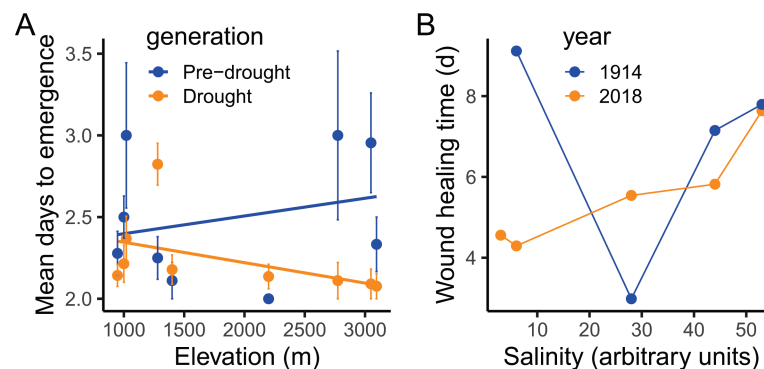 A
generation
Pre−drought
Drought
Mean days to emergence
3.5
3.0
2.5
2.0
1000 1500 2000 2500 3000
Elevation (m)
B
year
1914
2018
Wound healing time (d)
8
6
4
10 20 30 40 50
Salinity (arbitrary units)